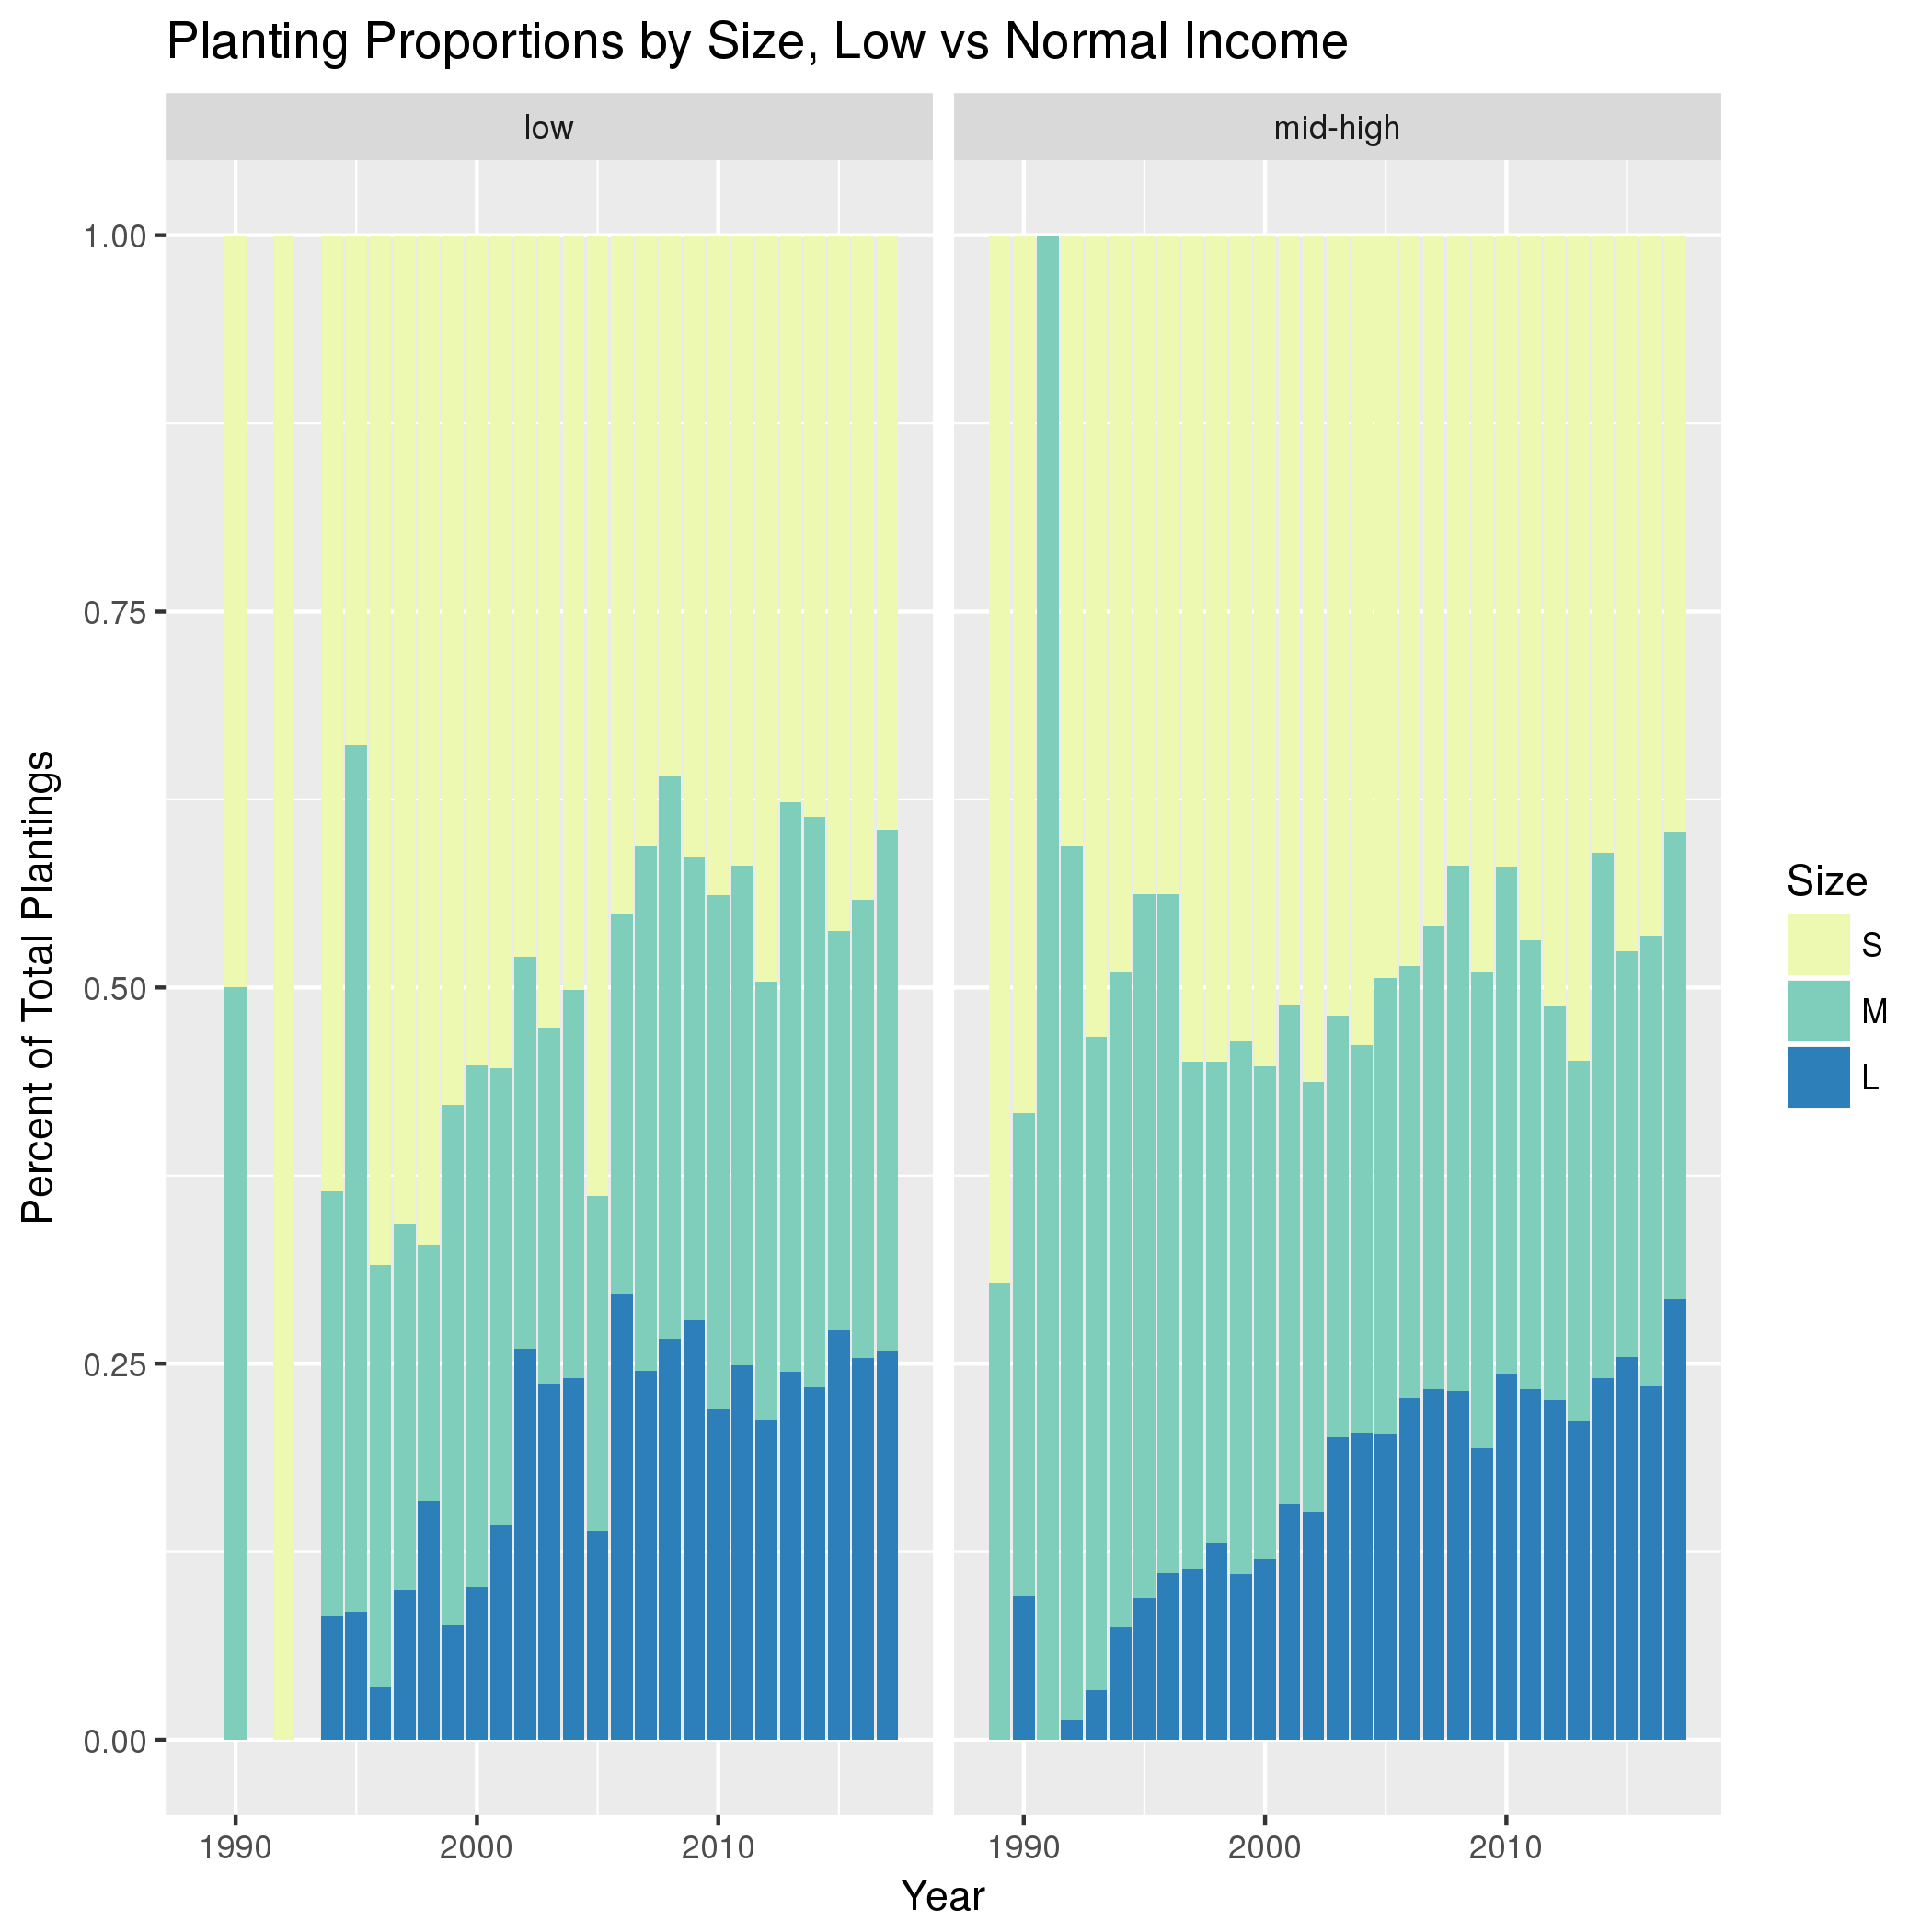 Planting Proportions by Size, Low vs Normal Income
low
mid-high
1.00
0.75
0.50
0.25
0.00
Percent of Total Plantings
1990
2000
2010
1990
2000
2010
Year
Size
S
M
L